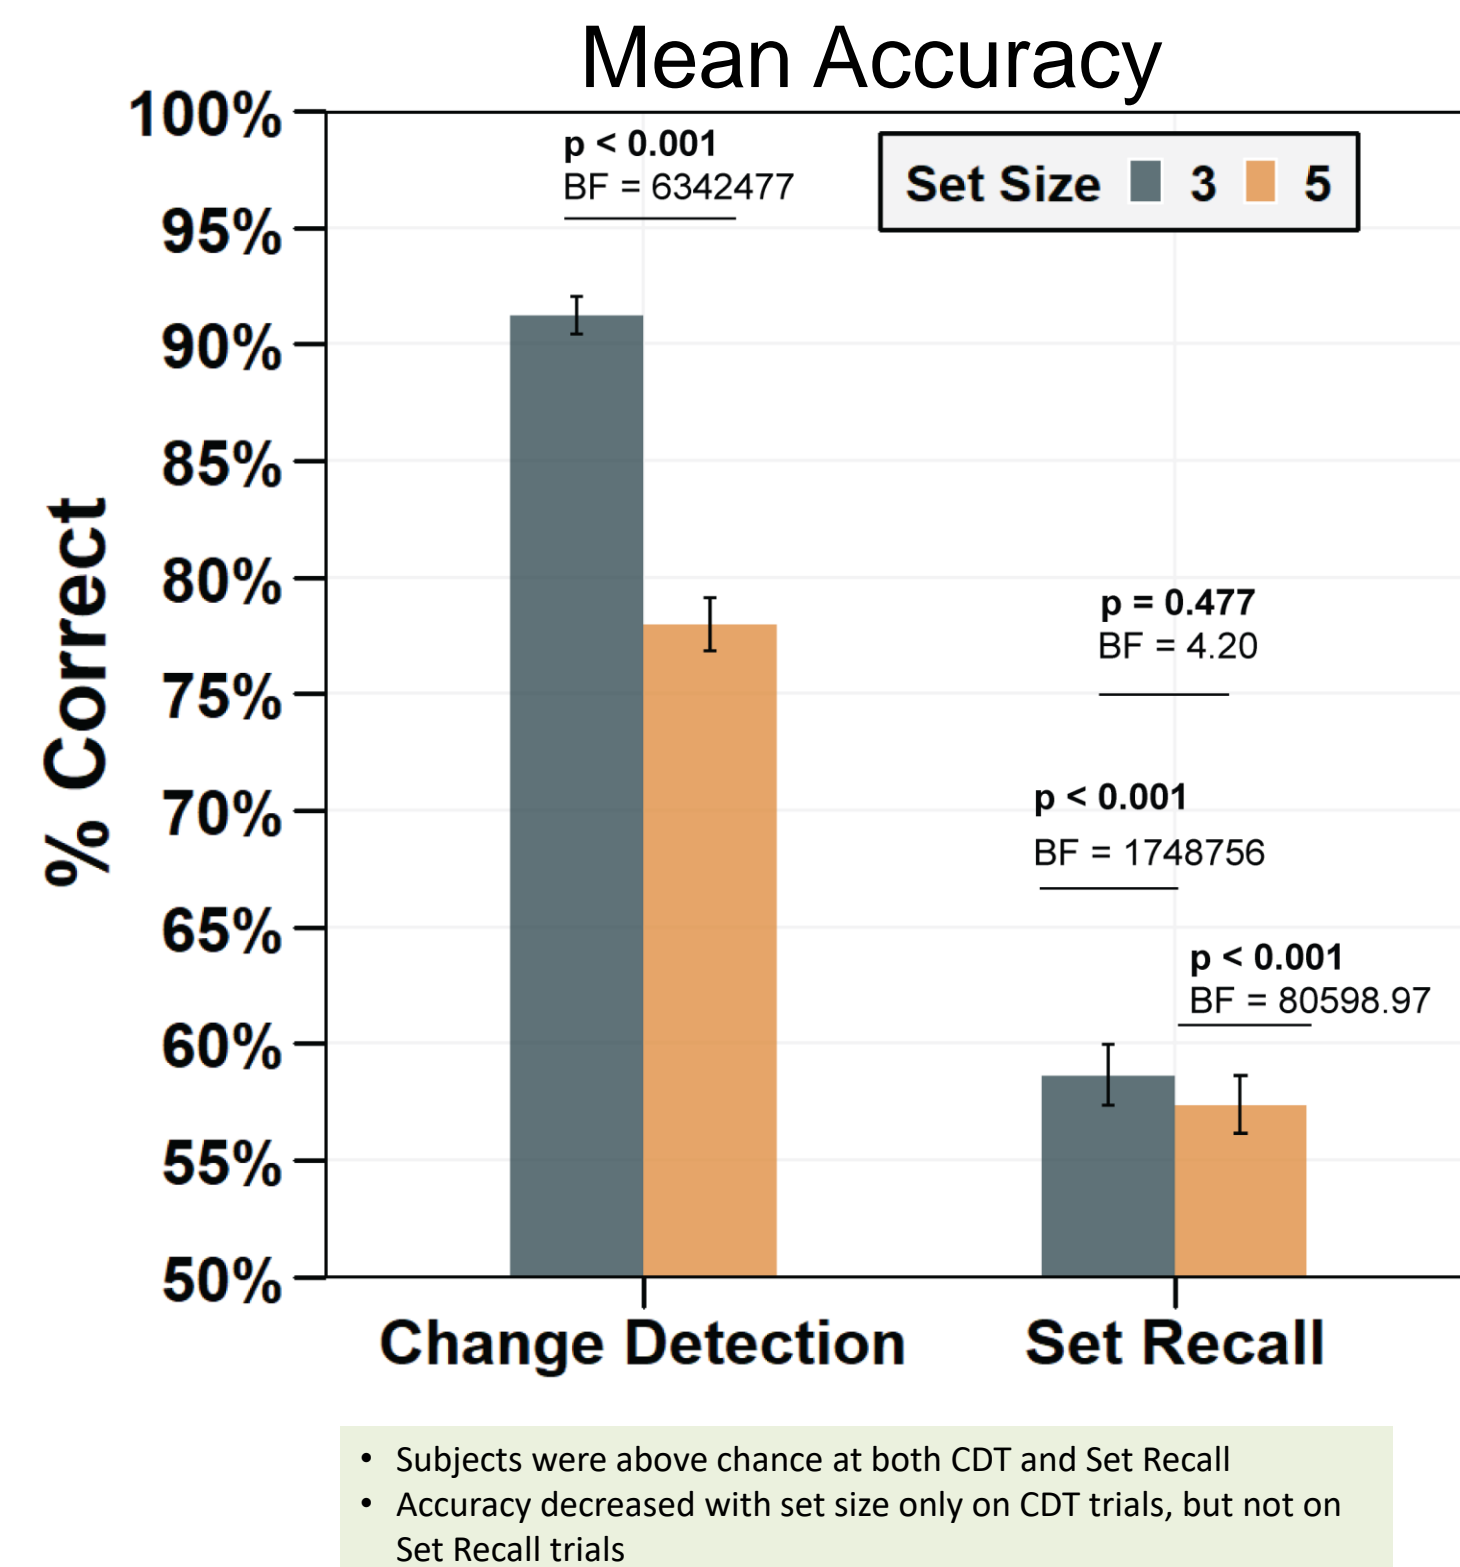 Mean Accuracy
100%
95%
90%
85%
80%
75%
70%
65%
60%
55%
50%
% Correct
p < 0.001
BF = 6342477
Set Size 3 5
p = 0.477
BF = 4.20
p < 0.001
BF = 1748756
p < 0.001
BF = 80598.97
Change Detection Set Recall
• Subjects were above chance at both CDT and Set Recall
• Accuracy decreased with set size only on CDT trials, but not on
Set Recall trials